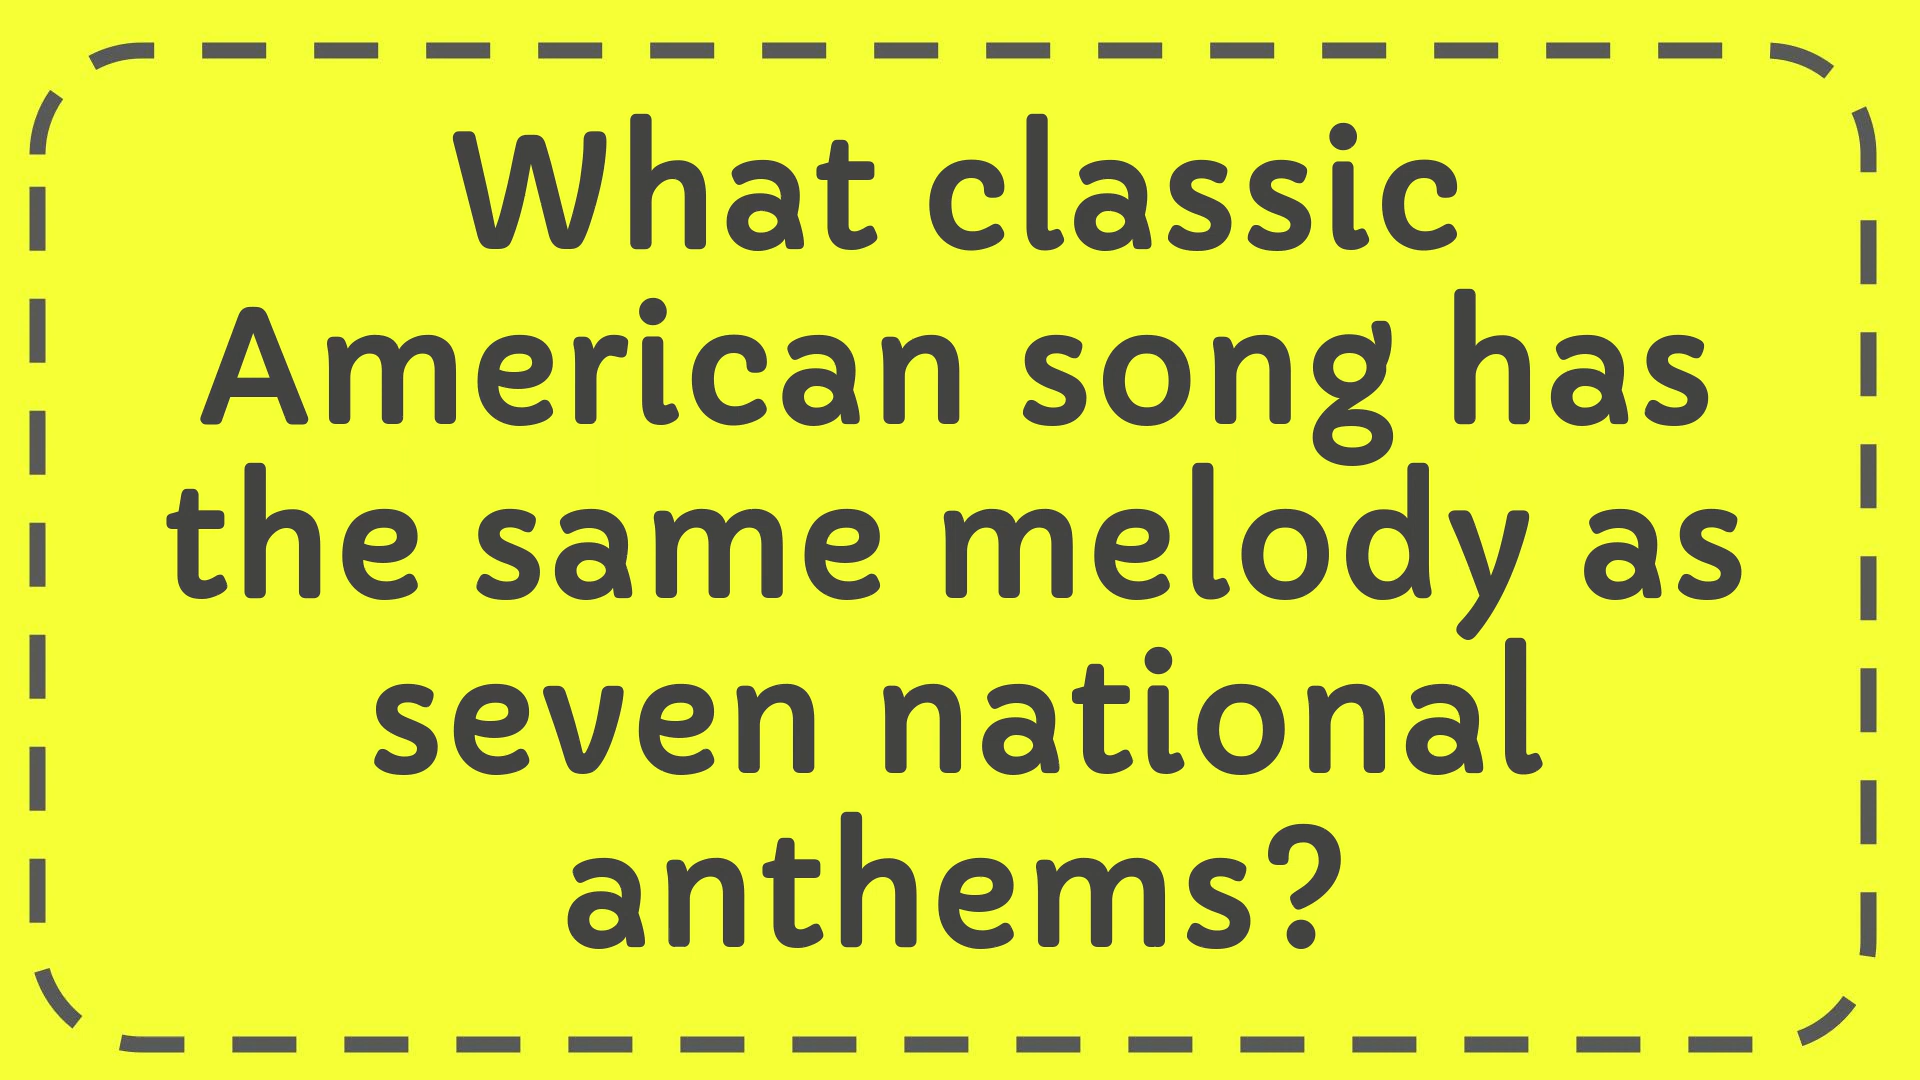 What classic
American song has
the same melody as
seven national
anthems?